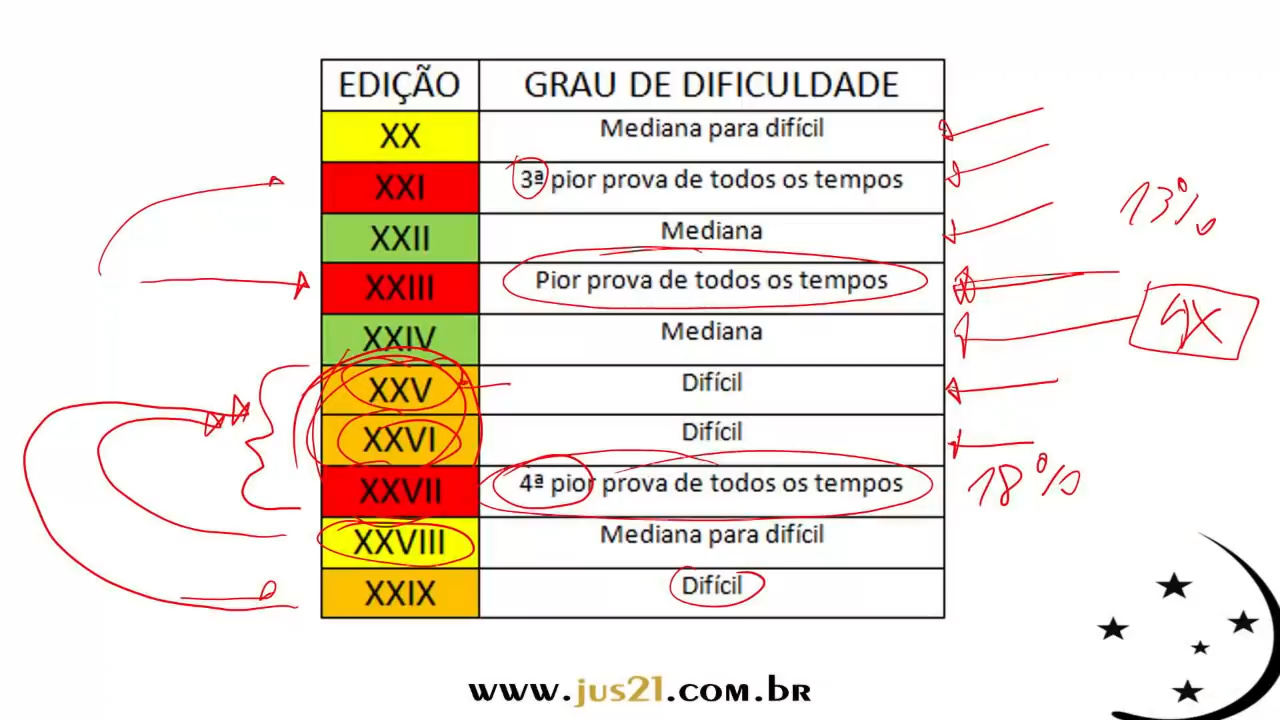 EDIÇÃO GRAU DE DIFICULDADE
XX Mediana para difícil
XXI 3ª pior prova de todos os tempos
13%
XXII Mediana
XXIII Pior prova de todos os tempos
XXIV Mediana
XXV Difícil
XXVI Difícil
XXVII 4ª pior prova de todos os tempos
18%
XXVIII Mediana para difícil
XXIX Difícil
www.jus21.com.br